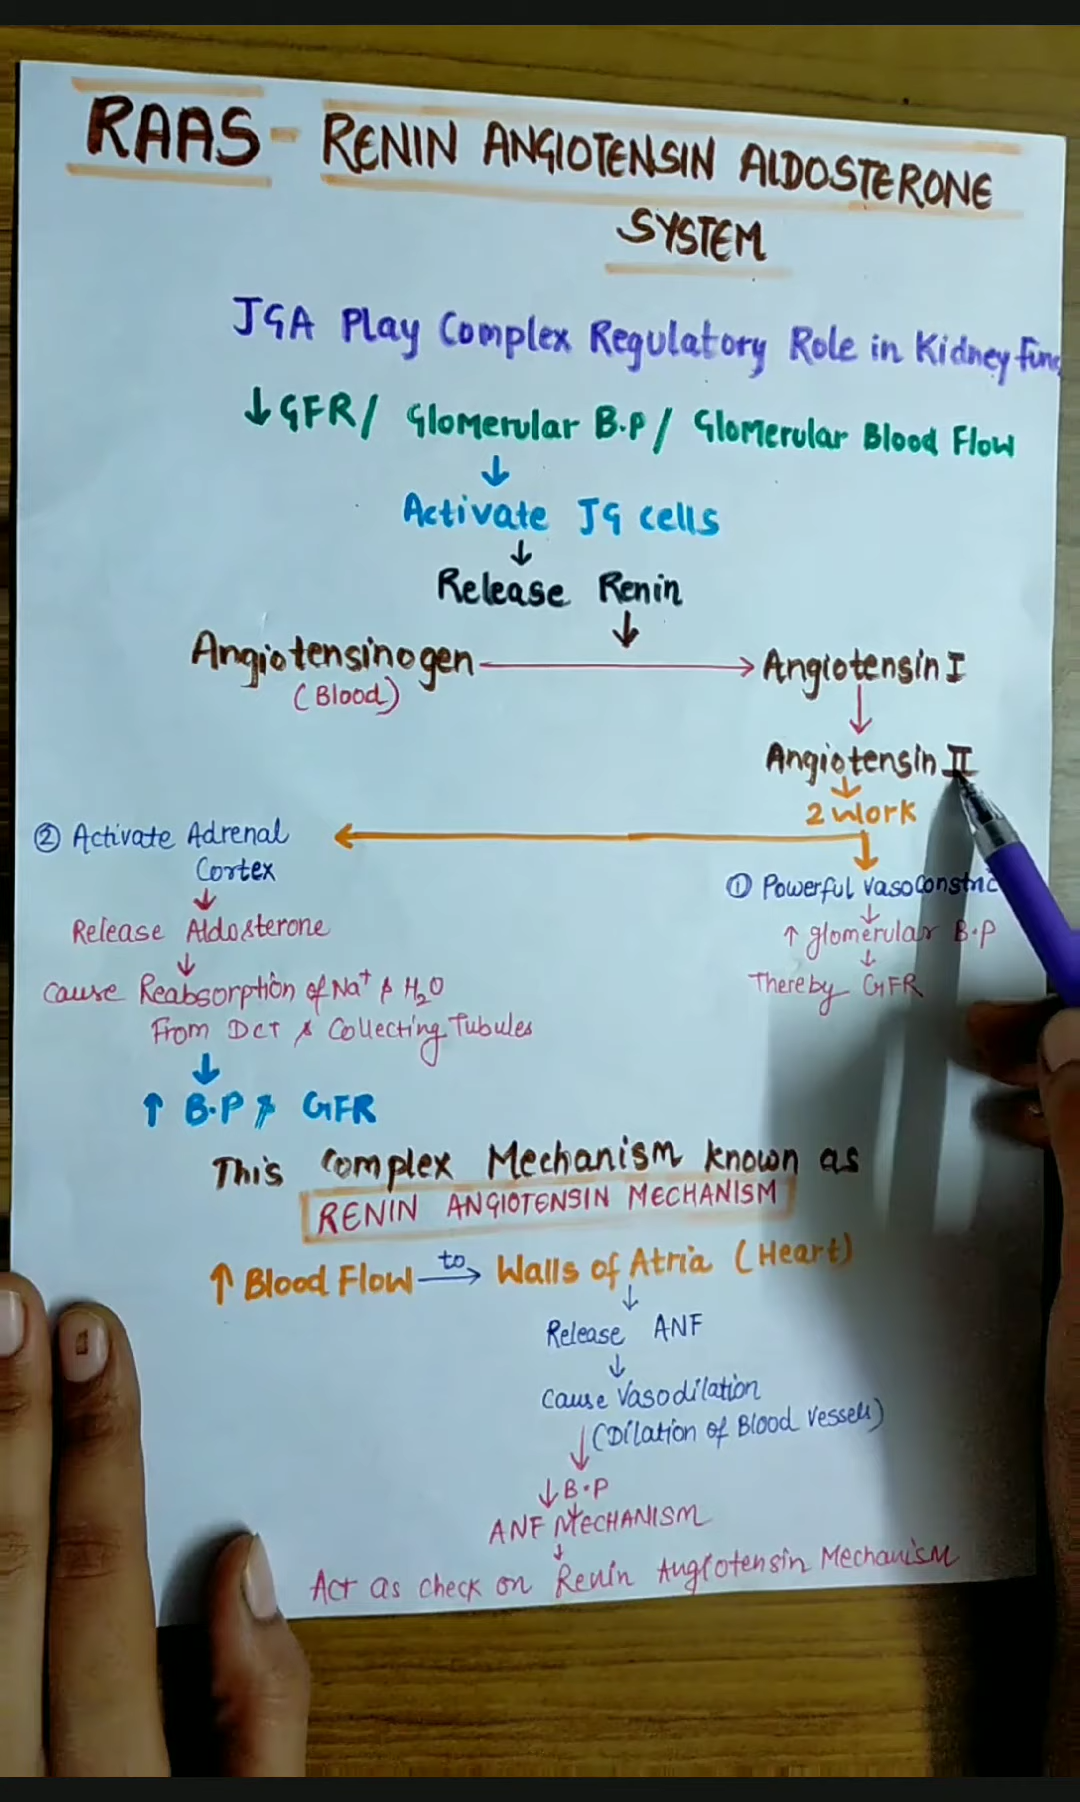 RAAS - RENIN ANGIOTENSIN ALDOSTERONE
SYSTEM
JGA Play Complex Regulatory Role in Kidney Func
↓ GFR / Glomerular B.P / Glomerular Blood Flow
↓
Activate JG cells
↓
Release Renin
↓
Angiotensinogen → Angiotensin I
(Blood)
↓
Angiotensin II
↓
2 Work
② Activate Adrenal
Cortex
↓
Release Aldosterone
↓
Cause Reabsorption of Na⁺ & H₂O
From DCT & Collecting Tubules
↓
↑ B.P & GFR
① Powerful Vasoconstric
↓
↑ glomerular B.P
↓
Thereby GFR
This Complex Mechanism known as
RENIN ANGIOTENSIN MECHANISM
↑ Blood Flow to → Walls of Atria (Heart)
↓
Release ANF
↓
Cause Vasodilation
(Dilation of Blood Vessels)
↓
↓ B.P
↓
ANF MECHANISM
↓
Act as check on Renin Angiotensin Mechanism